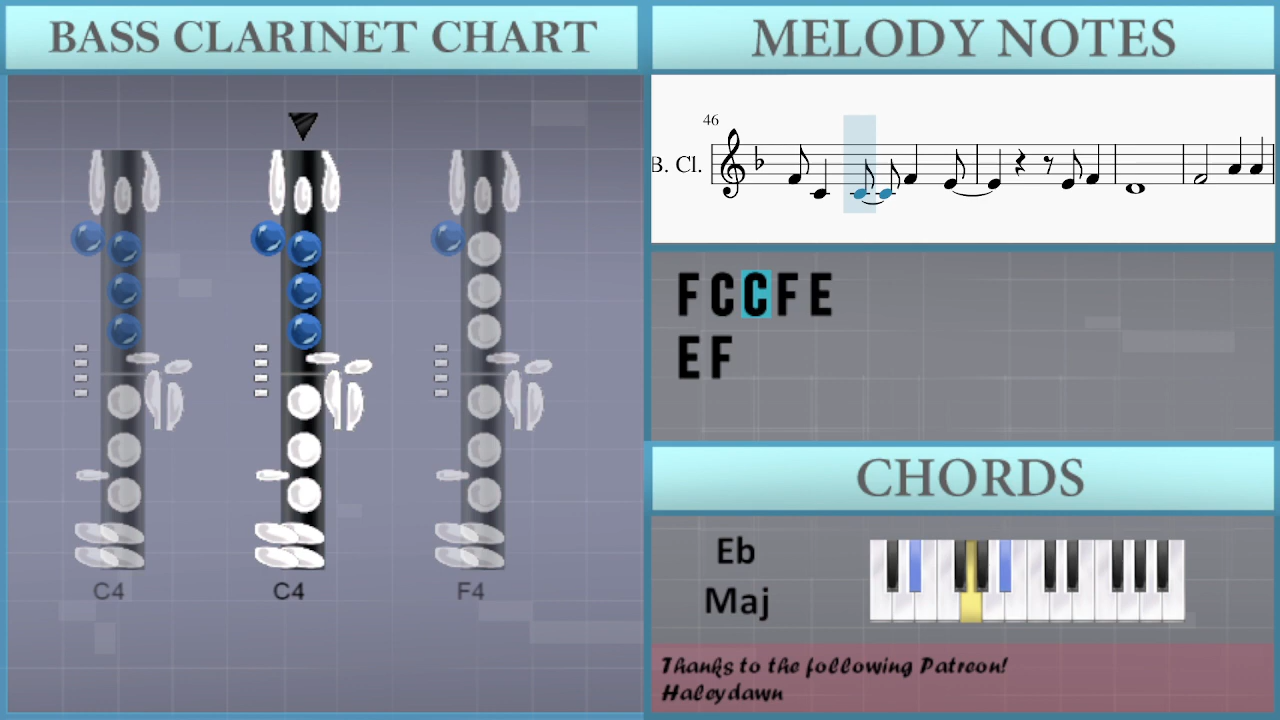 BASS CLARINET CHART
C4 C4 F4
MELODY NOTES
46
B. Cl.
F C C F E
E F
CHORDS
Eb
Maj
Thanks to the following Patreon!
Haleydawn